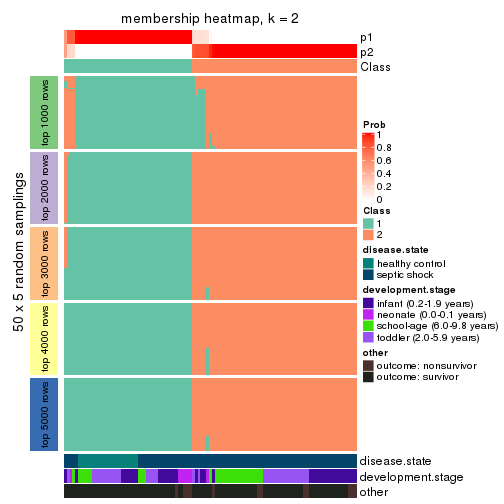 membership heatmap, k = 2
p1
p2
Class
50 x 5 random samplings
top 1000 rows
top 2000 rows
top 3000 rows
top 4000 rows
top 5000 rows
disease.state
development.stage
other
Prob
1
0.8
0.6
0.4
0.2
0
Class
1
2
disease.state
healthy control
septic shock
development.stage
infant (0.2-1.9 years)
neonate (0.0-0.1 years)
school-age (6.0-9.8 years)
toddler (2.0-5.9 years)
other
outcome: nonsurvivor
outcome: survivor